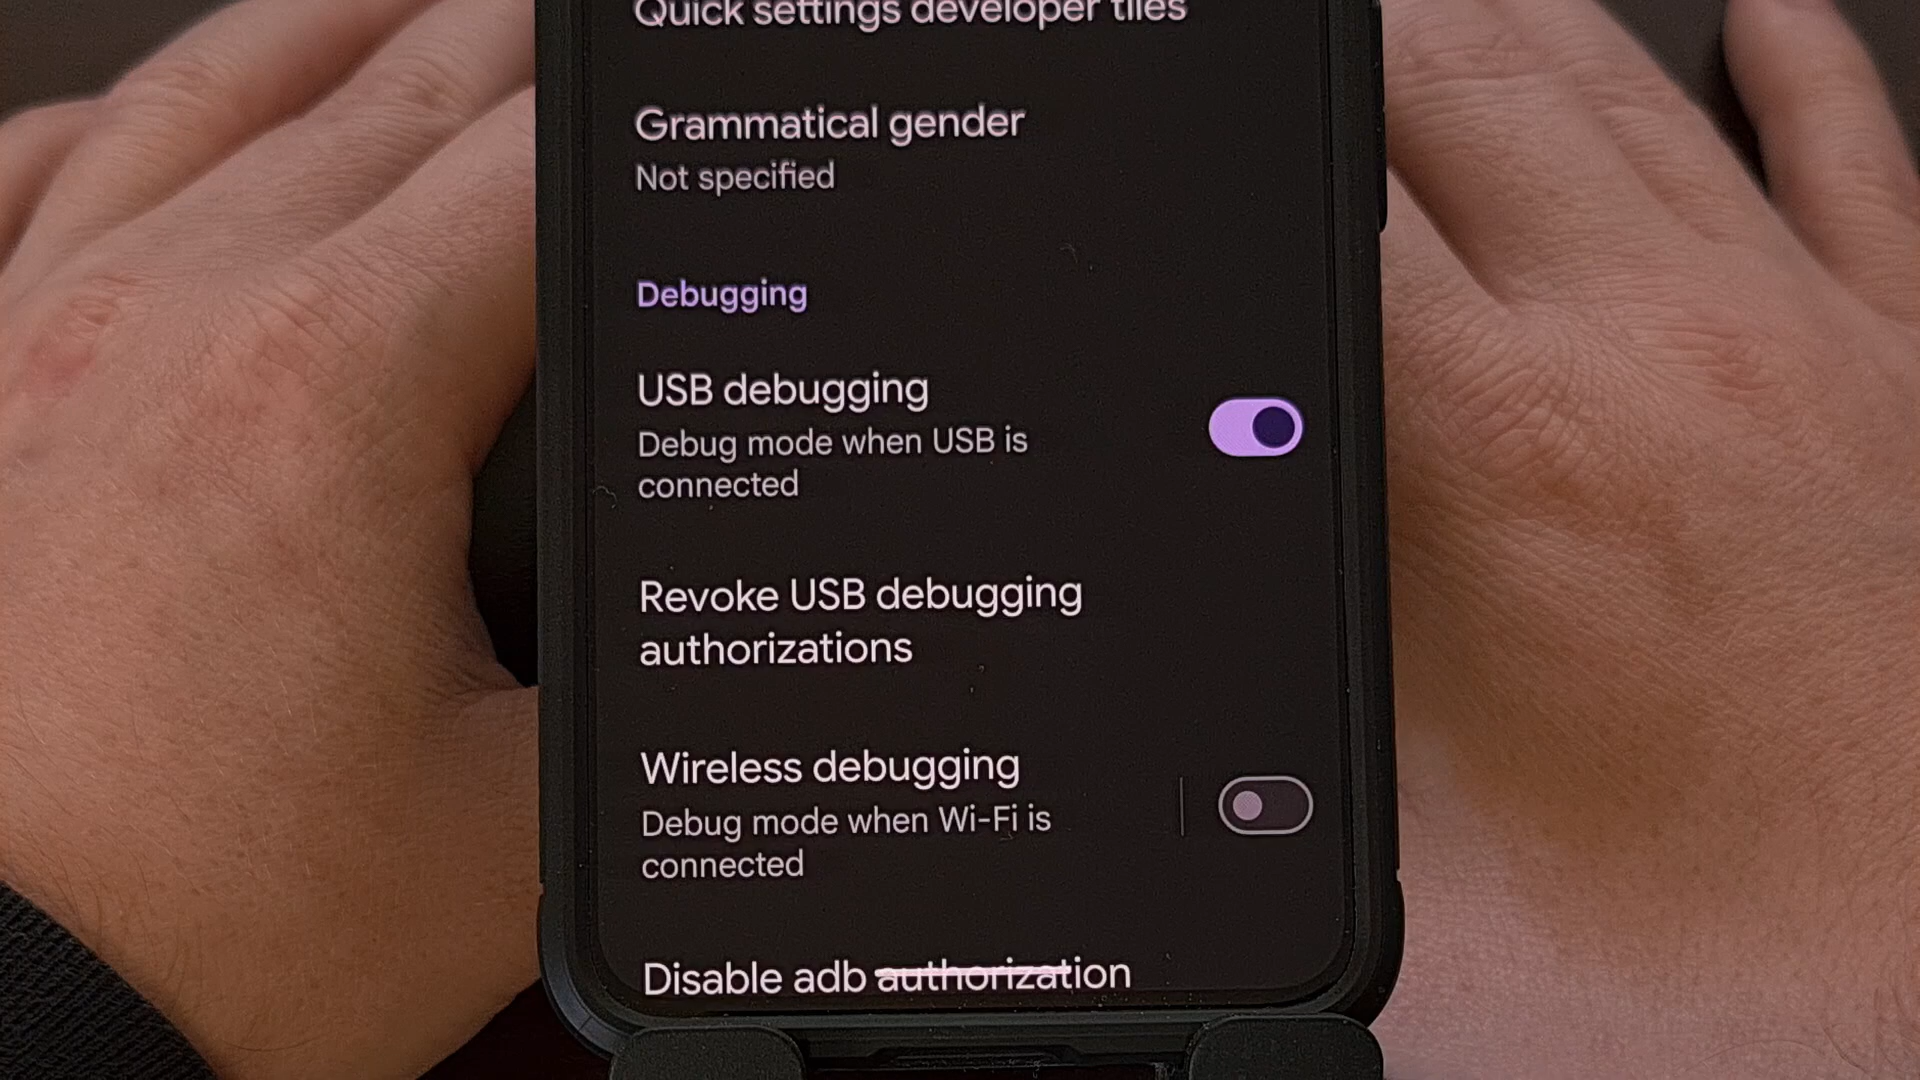 Quick settings developer tiles
Grammatical gender
Not specified
Debugging
USB debugging
Debug mode when USB is
connected
Revoke USB debugging
authorizations
Wireless debugging
Debug mode when Wi-Fi is
connected
Disable adb authorization